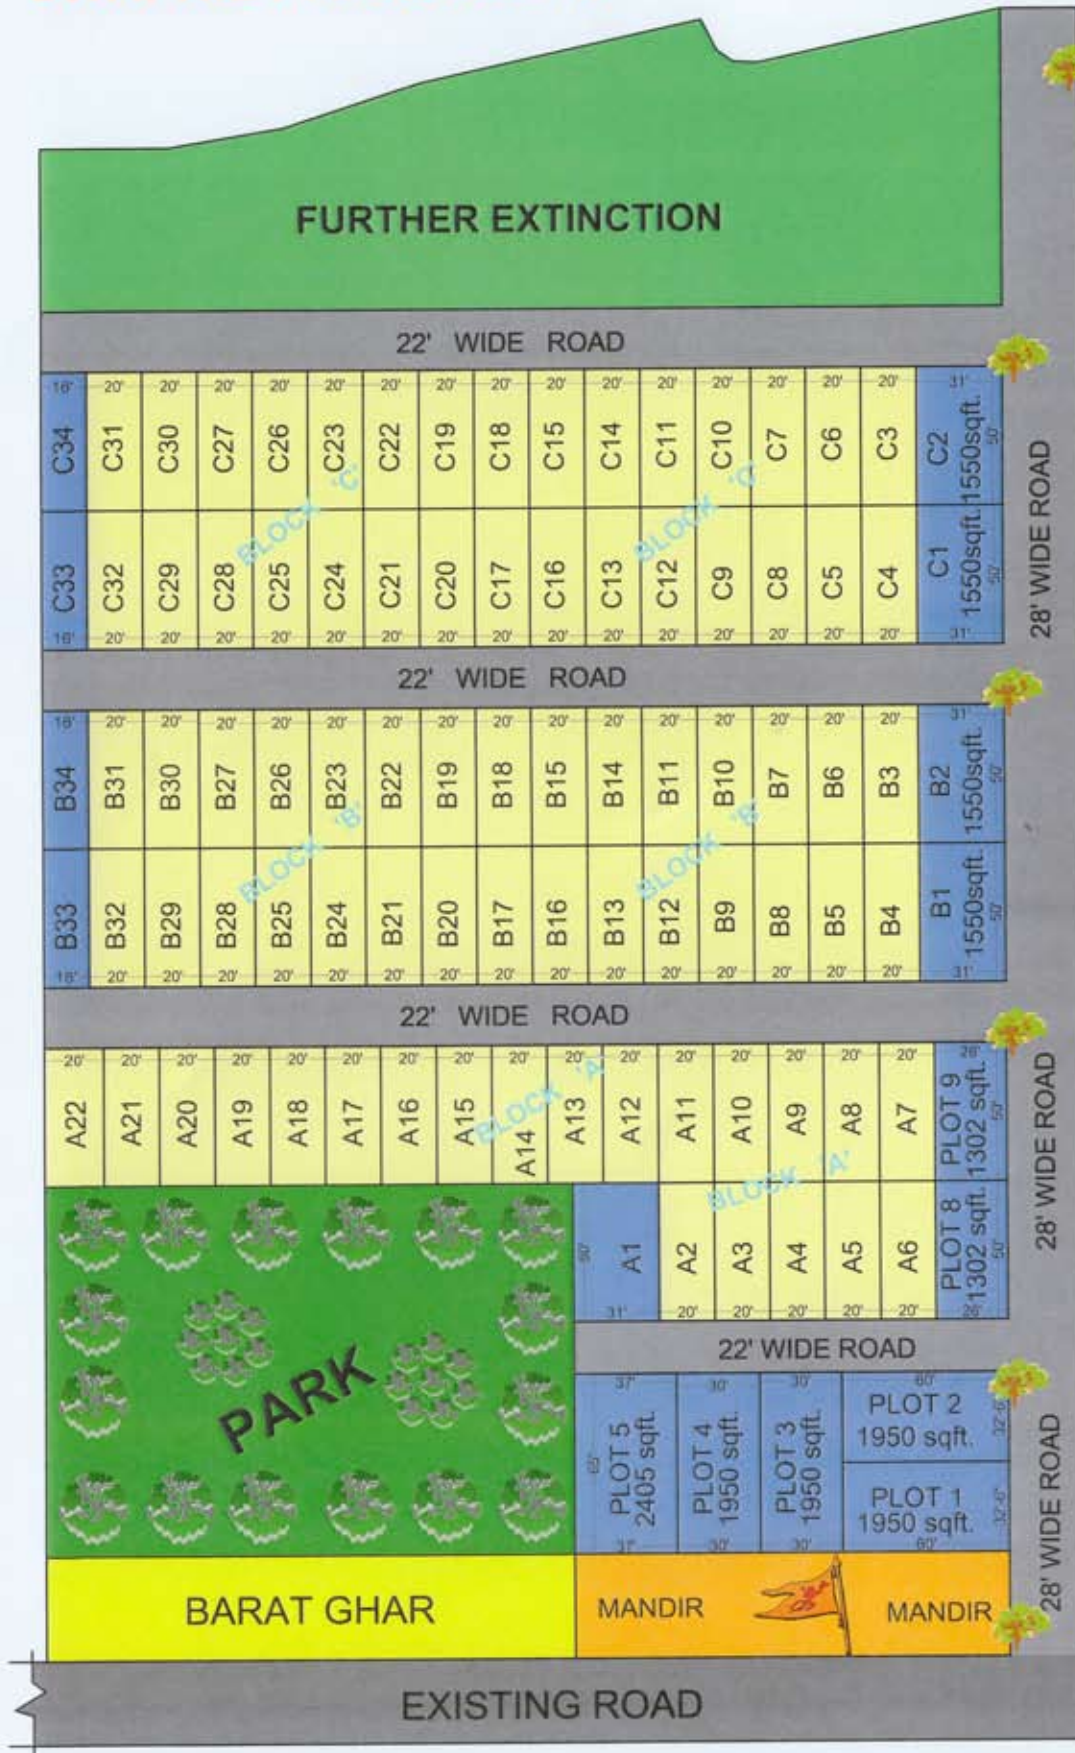 FURTHER EXTINCTION
22' WIDE ROAD
16' 20' 20' 20' 20' 20' 20' 20' 20' 20' 20' 20' 20' 20' 20' 20' 31'
C34 C31 C30 C27 C26 C23 C22 C19 C18 C15 C14 C11 C10 C7 C6 C3 C2
1550sqft. 50'
BLOCK 'C' BLOCK 'C'
C33 C32 C29 C28 C25 C24 C21 C20 C17 C16 C13 C12 C9 C8 C5 C4 C1
1550sqft. 50'
16' 20' 20' 20' 20' 20' 20' 20' 20' 20' 20' 20' 20' 20' 20' 20' 31'
28' WIDE ROAD
22' WIDE ROAD
16' 20' 20' 20' 20' 20' 20' 20' 20' 20' 20' 20' 20' 20' 20' 20' 31'
B34 B31 B30 B27 B26 B23 B22 B19 B18 B15 B14 B11 B10 B7 B6 B3 B2
1550sqft. 50'
BLOCK 'B' BLOCK 'B'
B33 B32 B29 B28 B25 B24 B21 B20 B17 B16 B13 B12 B9 B8 B5 B4 B1
1550sqft. 50'
16' 20' 20' 20' 20' 20' 20' 20' 20' 20' 20' 20' 20' 20' 20' 20' 31'
22' WIDE ROAD
20' 20' 20' 20' 20' 20' 20' 20' 20' 20' 20' 20' 20' 20' 20' 20' 26'
A22 A21 A20 A19 A18 A17 A16 A15 A14 A13 A12 A11 A10 A9 A8 A7 PLOT 9
1302 sqft. 50'
BLOCK 'A' BLOCK 'A'
28' WIDE ROAD
50' A1 A2 A3 A4 A5 A6 PLOT 8
1302 sqft. 50'
31' 20' 20' 20' 20' 20' 26'
22' WIDE ROAD
PARK
37' 30' 30' 60'
65' PLOT 5
2405 sqft.
PLOT 4
1950 sqft.
PLOT 3
1950 sqft.
PLOT 2
1950 sqft.
32'-6"
PLOT 1
1950 sqft.
32'-6"
37' 30' 30' 60'
28' WIDE ROAD
BARAT GHAR
MANDIR MANDIR
EXISTING ROAD